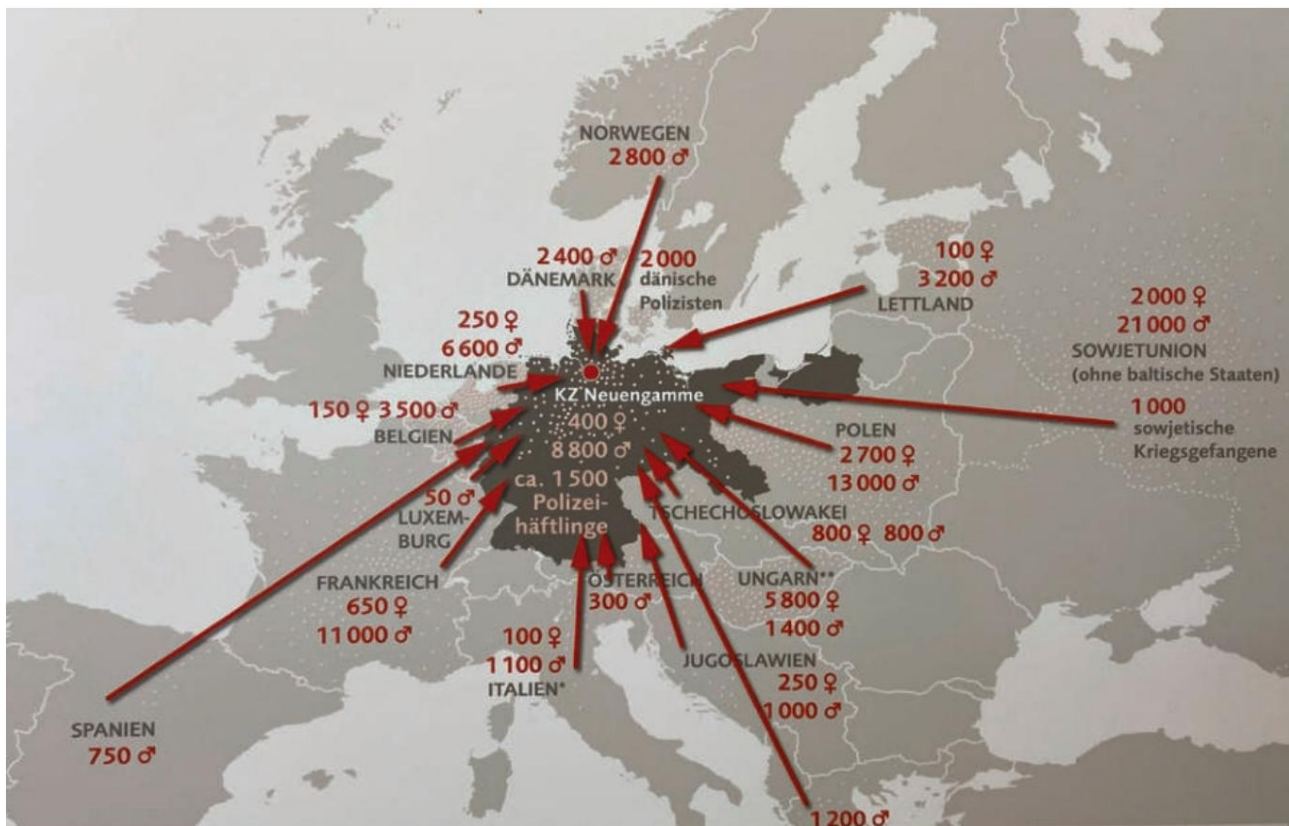 NORWEGEN
2 800 ♂
2 400 ♂
DÄNEMARK
2 000
dänische
Polizisten
100 ♀
3 200 ♂
LETTLAND
2 000 ♀
21 000 ♂
SOWJETUNION
(ohne baltische Staaten)
1 000
sowjetische
Kriegsgefangene
250 ♀
6 600 ♂
NIEDERLANDE
KZ Neuengamme
150 ♀ 3 500 ♂
BELGIEN
400 ♀
8 800 ♂
ca. 1 500
Polizei-
häftlinge
POLEN
2 700 ♀
13 000 ♂
50 ♂
LUXEM-
BURG
TSCHECHOSLOWAKEI
800 ♀ 800 ♂
FRANKREICH
650 ♀
11 000 ♂
ÖSTERREICH
300 ♂
UNGARN**
5 800 ♀
1 400 ♂
100 ♀
1 100 ♂
ITALIEN*
JUGOSLAWIEN
250 ♀
1 000 ♂
SPANIEN
750 ♂
1 200 ♂